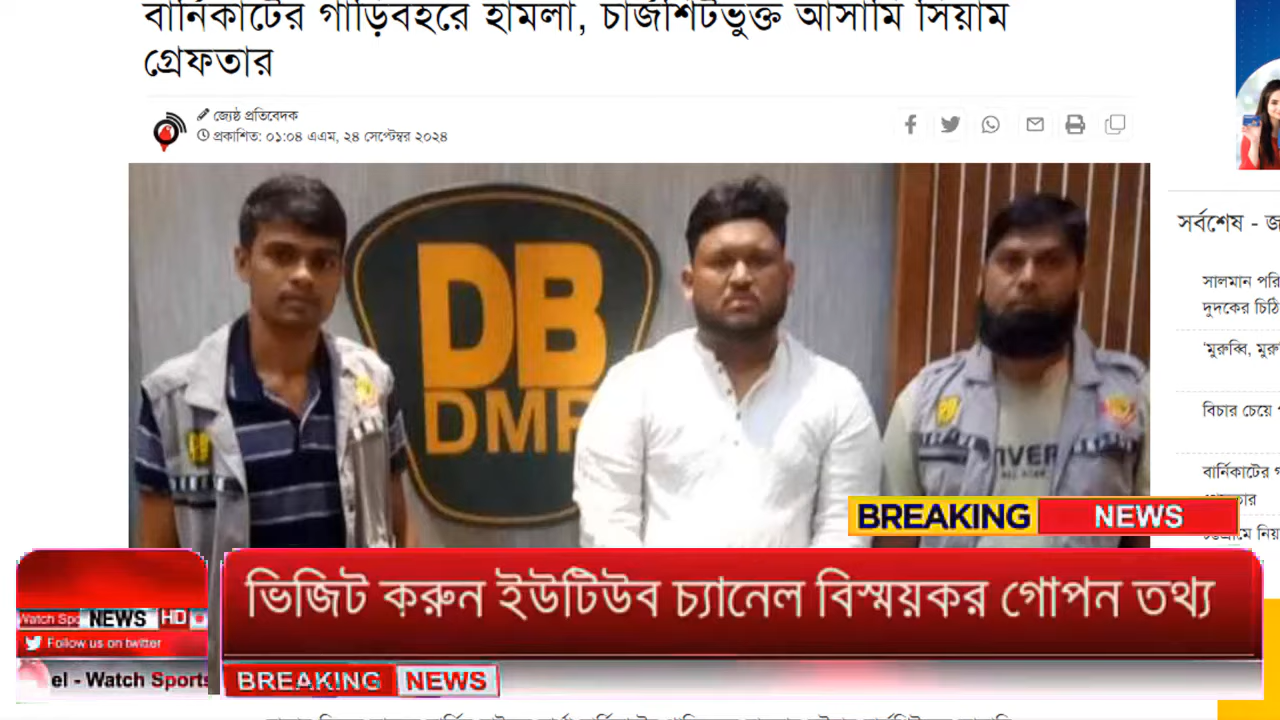 বার্নিকাটের গাড়িবহরে হামলা, চার্জশিটভুক্ত আসামি সিয়াম
গ্রেফতার
জ্যেষ্ঠ প্রতিবেদক
প্রকাশিত: ০১:০৪ এএম, ২৪ সেপ্টেম্বর ২০২৪
সর্বশেষ - জ
DB
DMP
সালমান পরি
দুদকের চিঠি
'মুরুব্বি, মুরু
বিচার চেয়ে
বার্নিকাটের গ
BREAKING NEWS
ভিজিট করুন ইউটিউব চ্যানেল বিস্ময়কর গোপন তথ্য
Watch Spo NEWS HD
Follow us on twitter
el - Watch Sports
BREAKING NEWS